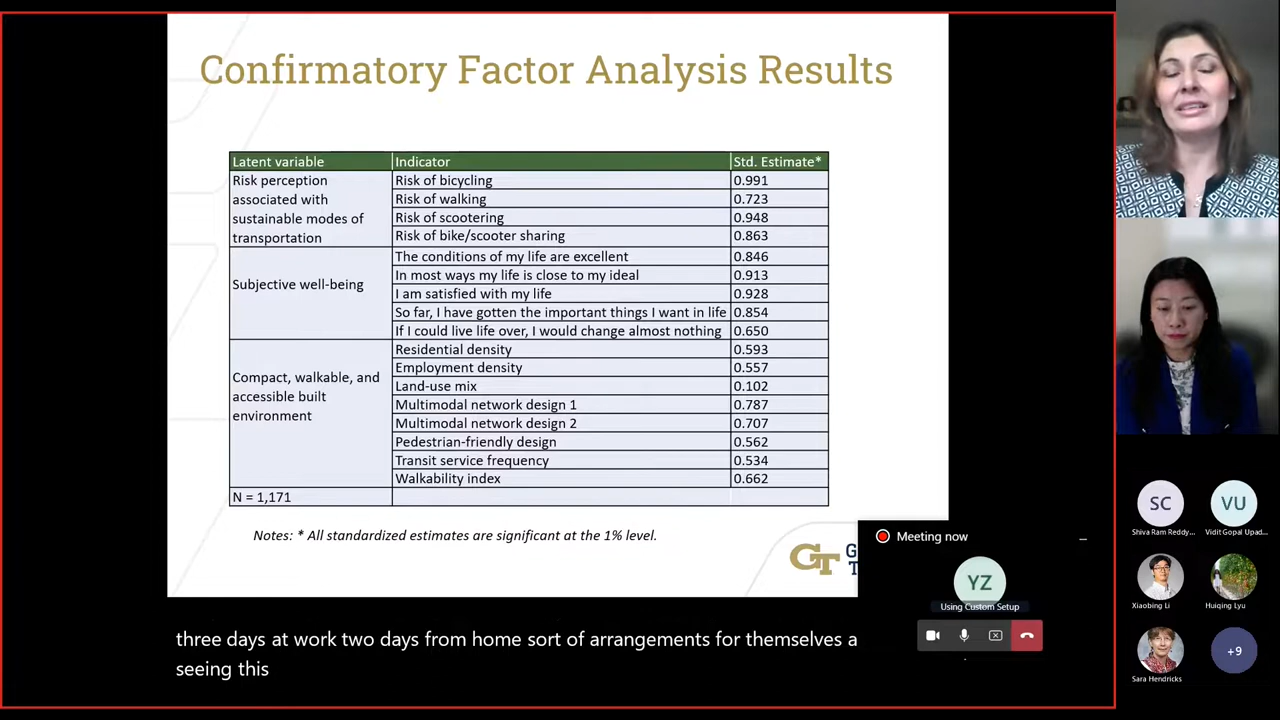 Confirmatory Factor Analysis Results
Latent variable Indicator Std. Estimate*
Risk perception associated with sustainable modes of transportation
Risk of bicycling 0.991
Risk of walking 0.723
Risk of scootering 0.948
Risk of bike/scooter sharing 0.863
Subjective well-being
The conditions of my life are excellent 0.846
In most ways my life is close to my ideal 0.913
I am satisfied with my life 0.928
So far, I have gotten the important things I want in life 0.854
If I could live life over, I would change almost nothing 0.650
Compact, walkable, and accessible built environment
Residential density 0.593
Employment density 0.557
Land-use mix 0.102
Multimodal network design 1 0.787
Multimodal network design 2 0.707
Pedestrian-friendly design 0.562
Transit service frequency 0.534
Walkability index 0.662
N = 1,171
Notes: * All standardized estimates are significant at the 1% level.
GT G
T
Meeting now
YZ
Using Custom Setup
three days at work two days from home sort of arrangements for themselves a
seeing this
SC VU
Shiva Ram Reddy... Vidit Gopal Upad...
Xiaobing Li Huiqing Lyu
+9
Sara Hendricks